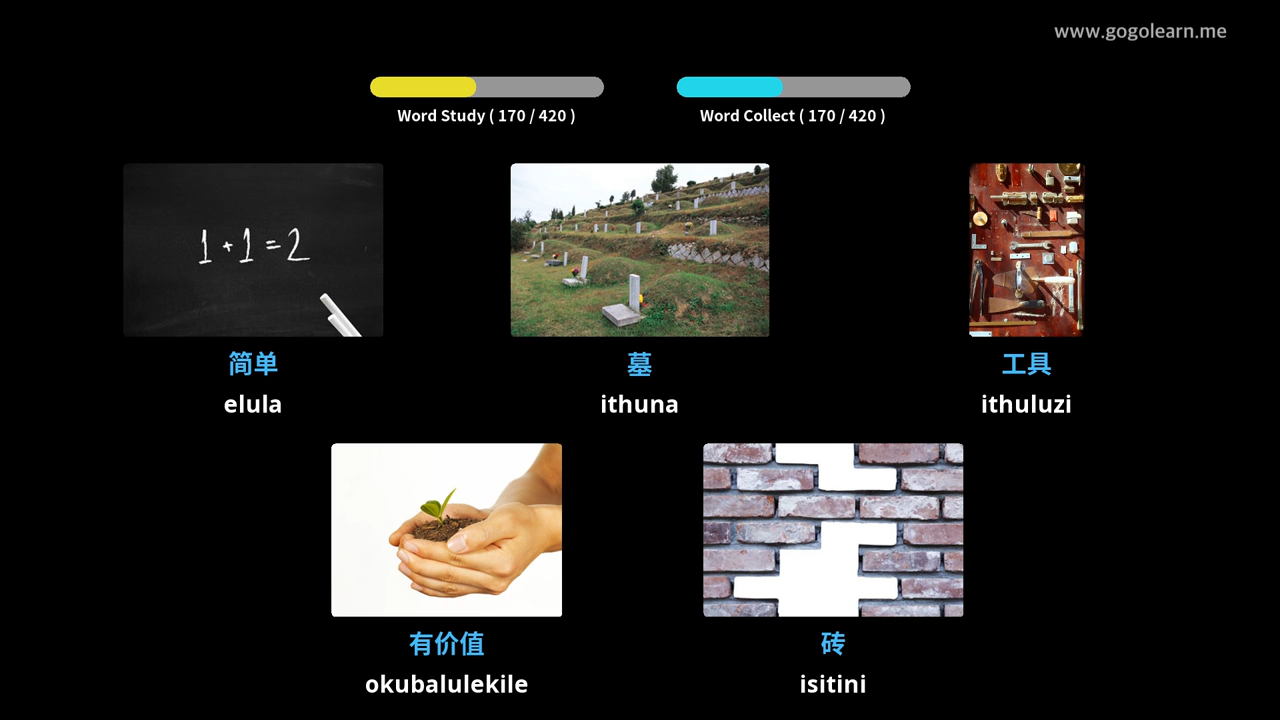 www.gogolearn.me
Word Study ( 170 / 420 )
Word Collect ( 170 / 420 )
1 + 1 = 2
简单
elula
墓
ithuna
工具
ithuluzi
有价值
okubalulekile
砖
isitini